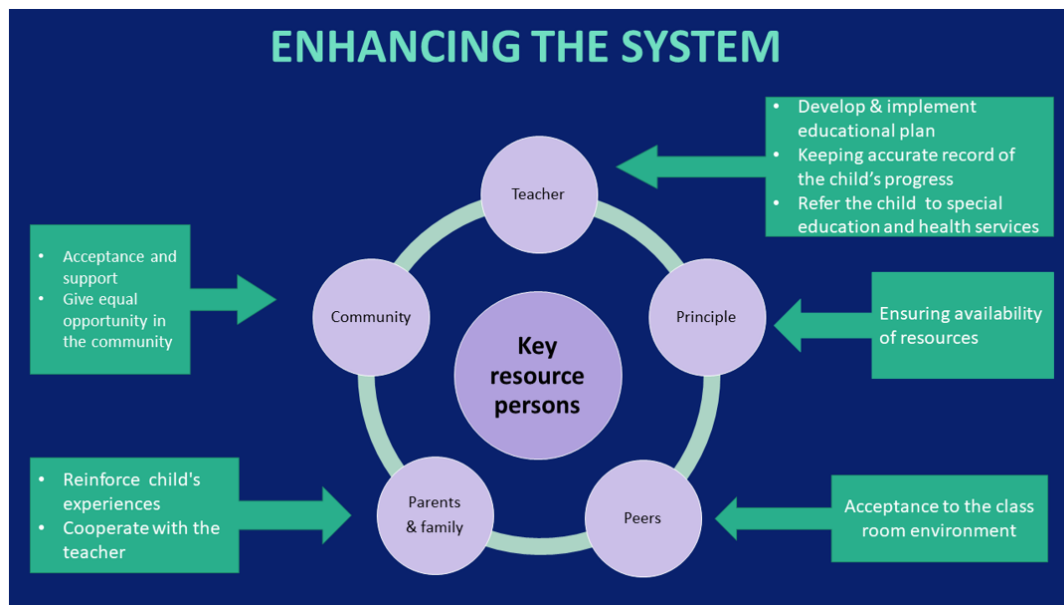 ENHANCING THE SYSTEM
• Develop & implement
educational plan
• Keeping accurate record of
the child's progress
• Refer the child to special
education and health services
Teacher
• Acceptance and
support
• Give equal
opportunity in
the community
Community
Principle
Ensuring availability
of resources
Key
resource
persons
• Reinforce child's
experiences
• Cooperate with the
teacher
Parents
& family
Peers
Acceptance to the class
room environment